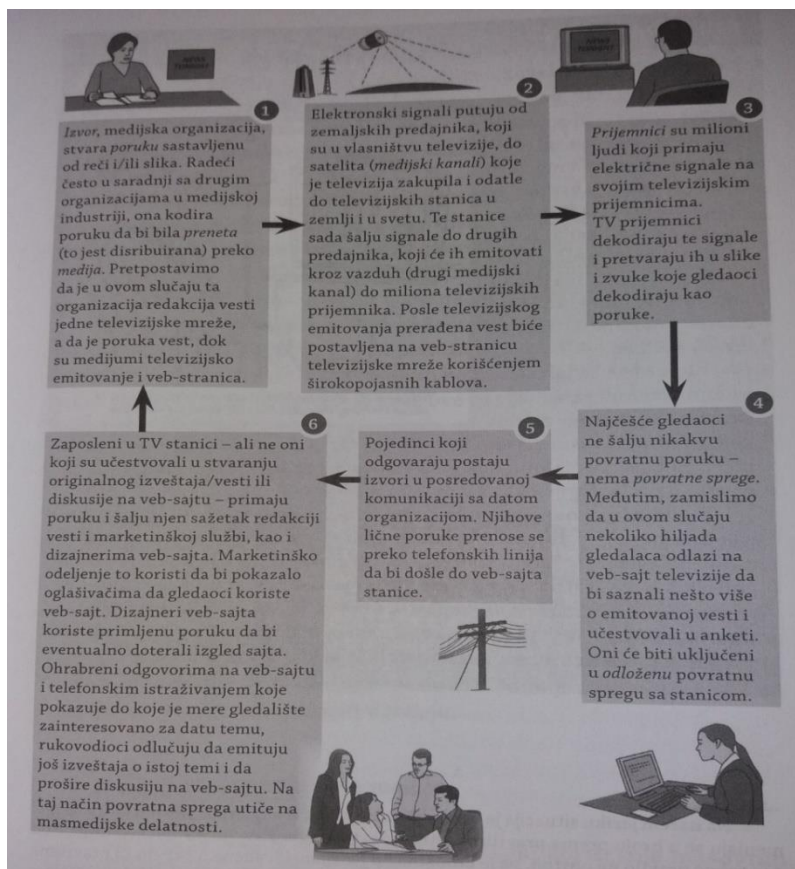 1
Izvor, medijska organizacija,
stvara poruku sastavljenu
od reči i/ili slika. Radeći
često u saradnji sa drugim
organizacijama u medijskoj
industriji, ona kodira
poruku da bi bila preneta
(to jest disribuirana) preko
medija. Pretpostavimo
da je u ovom slučaju ta
organizacija redakcija vesti
jedne televizijske mreže,
a da je poruka vest, dok
su medijumi televizijsko
emitovanje i veb-stranica.
2
Elektronski signali putuju od
zemaljskih predajnika, koji
su u vlasništvu televizije, do
satelita (medijski kanali) koje
je televizija zakupila i odatle
do televizijskih stanica u
zemlji i u svetu. Te stanice
sada šalju signale do drugih
predajnika, koji će ih emitovati
kroz vazduh (drugi medijski
kanal) do miliona televizijskih
prijemnika. Posle televizijskog
emitovanja prerađena vest biće
postavljena na veb-stranicu
televizijske mreže korišćenjem
širokopojasnih kablova.
3
Prijemnici su milioni
ljudi koji primaju
električne signale na
svojim televizijskim
prijemnicima.
TV prijemnici
dekodiraju te signale
i pretvaraju ih u slike
i zvuke koje gledaoci
dekodiraju kao
poruke.
4
Najčešće gledaoci
ne šalju nikakvu
povratnu poruku –
nema povratne sprege.
Međutim, zamislimo
da u ovom slučaju
nekoliko hiljada
gledalaca odlazi na
veb-sajt televizije da
bi saznali nešto više
o emitovanoj vesti i
učestvovali u anketi.
Oni će biti uključeni
u odloženu povratnu
spregu sa stanicom.
5
Pojedinci koji
odgovaraju postaju
izvori u posredovanoj
komunikaciji sa datom
organizacijom. Njihove
lične poruke prenose se
preko telefonskih linija
da bi došle do veb-sajta
stanice.
6
Zaposleni u TV stanici – ali ne oni
koji su učestvovali u stvaranju
originalnog izveštaja/vesti ili
diskusije na veb-sajtu – primaju
poruku i šalju njen sažetak redakciji
vesti i marketinškoj službi, kao i
dizajnerima veb-sajta. Marketinško
odeljenje to koristi da bi pokazalo
oglašivačima da gledaoci koriste
veb-sajt. Dizajneri veb-sajta
koriste primljenu poruku da bi
eventualno doterali izgled sajta.
Ohrabreni odgovorima na veb-sajtu
i telefonskim istraživanjem koje
pokazuje do koje je mere gledalište
zainteresovano za datu temu,
rukovodioci odlučuju da emituju
još izveštaja o istoj temi i da
prošire diskusiju na veb-sajtu. Na
taj način povratna sprega utiče na
masmedijske delatnosti.